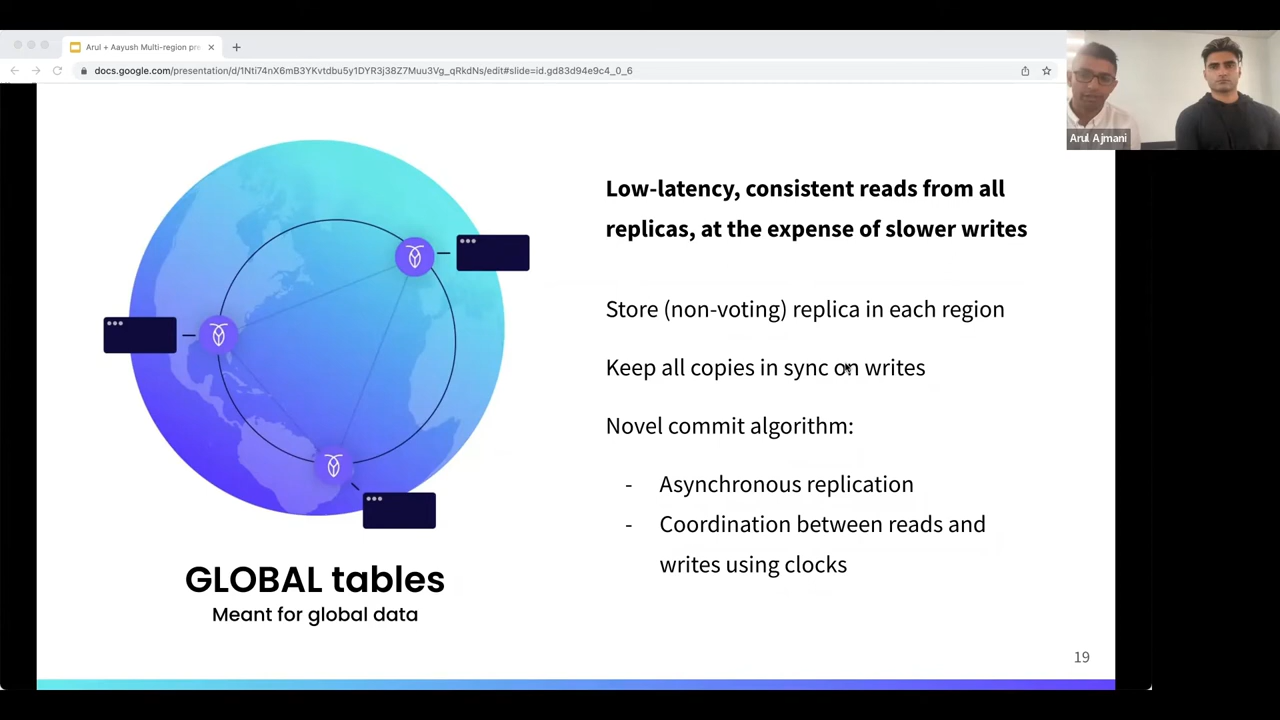 Arul + Aayush Multi-region pre
docs.google.com/presentation/d/1Nti74nX6mB3YKvtdbu5y1DYR3j38Z7Muu3Vg_qRkdNs/edit#slide=id.gd83d94e9c4_0_6
Arul Ajmani
Low-latency, consistent reads from all
replicas, at the expense of slower writes
Store (non-voting) replica in each region
Keep all copies in sync on writes
Novel commit algorithm:
- Asynchronous replication
- Coordination between reads and
writes using clocks
GLOBAL tables
Meant for global data
19